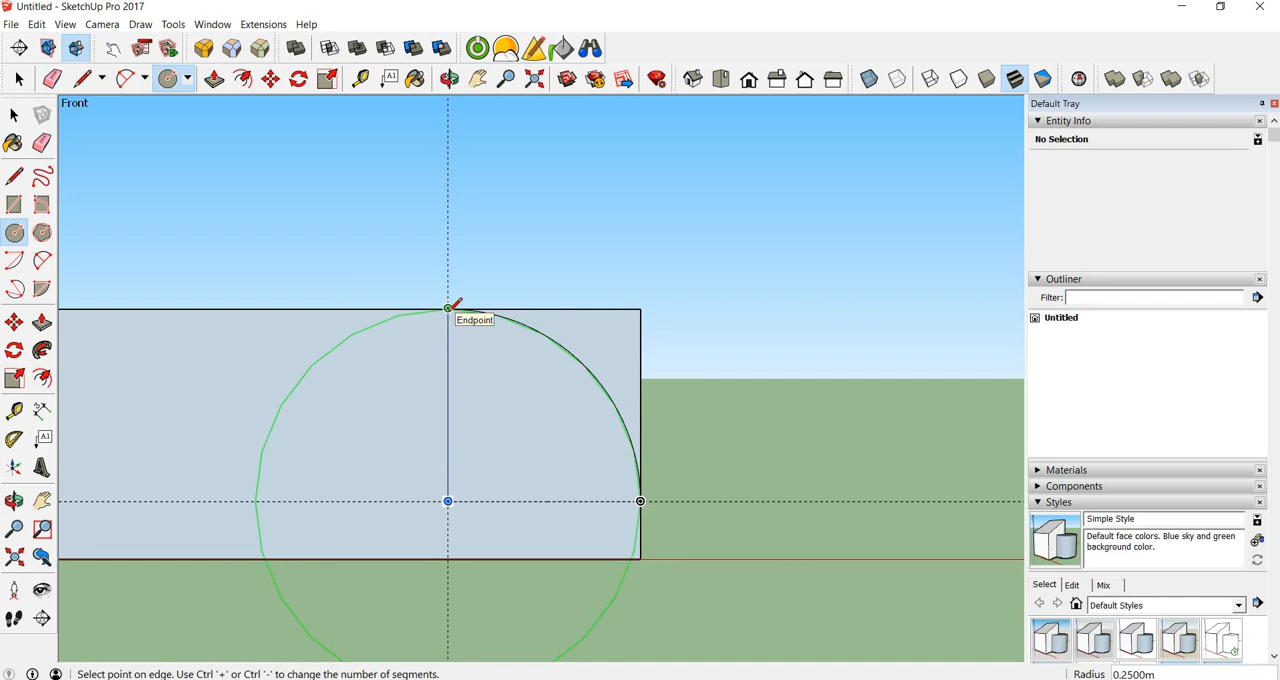 Untitled - SketchUp Pro 2017
File Edit View Camera Draw Tools Window Extensions Help
A1
Front
Default Tray
Entity Info
No Selection
A1
Endpoint
Outliner
Filter:
Untitled
Materials
Components
Styles
Simple Style
Default face colors. Blue sky and green
background color.
Select Edit Mix
Default Styles
Select point on edge. Use Ctrl '+' or Ctrl '-' to change the number of segments.
Radius 0.2500m